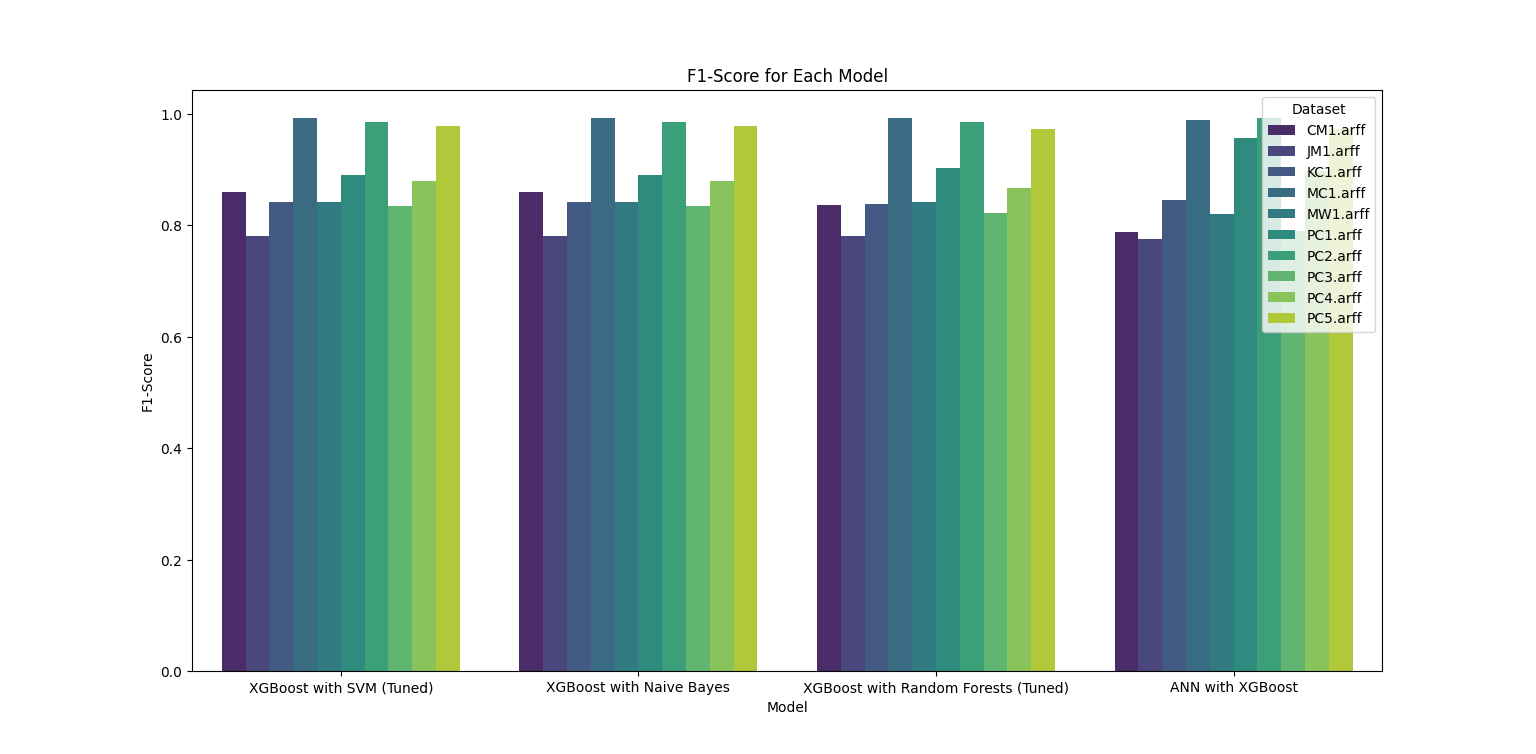 F1-Score for Each Model
1.0
0.8
0.6
0.4
0.2
0.0
F1-Score
Dataset
CM1.arff
JM1.arff
KC1.arff
MC1.arff
MW1.arff
PC1.arff
PC2.arff
PC3.arff
PC4.arff
PC5.arff
XGBoost with SVM (Tuned)
XGBoost with Naive Bayes
XGBoost with Random Forests (Tuned)
ANN with XGBoost
Model